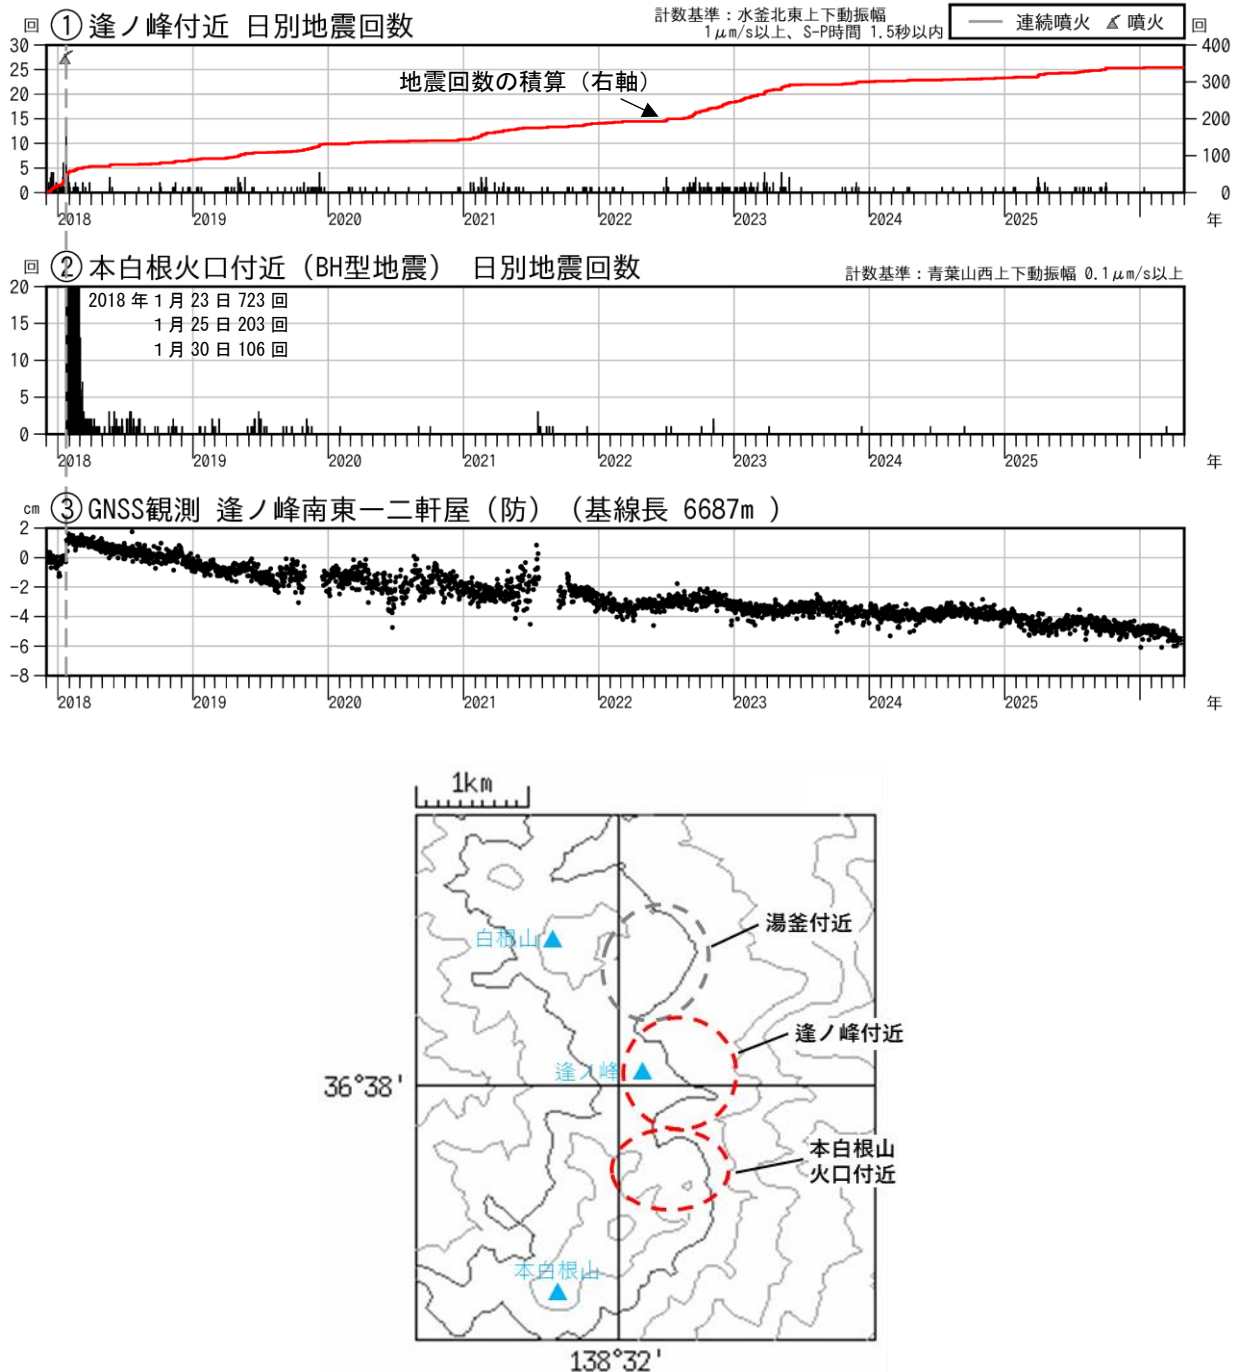 回 ① 逢ノ峰付近 日別地震回数
計数基準：水釜北東上下動振幅
1μm/s以上、S-P時間 1.5秒以内
連続噴火 噴火 回
30 25 20 15 10 5 0
400 300 200 100 0
地震回数の積算（右軸）
2018 2019 2020 2021 2022 2023 2024 2025 年
回 ② 本白根火口付近（BH型地震） 日別地震回数
計数基準：青葉山西上下動振幅 0.1μm/s以上
20 15 10 5 0
2018 年 1 月 23 日 723 回
1 月 25 日 203 回
1 月 30 日 106 回
2018 2019 2020 2021 2022 2023 2024 2025 年
cm ③ GNSS観測 逢ノ峰南東一二軒屋（防）（基線長 6687m ）
2 0 -2 -4 -6 -8
2018 2019 2020 2021 2022 2023 2024 2025 年
1km
湯釜付近
白根山
逢ノ峰付近
逢ノ峰
36°38'
本白根山
火口付近
本白根山
138°32'